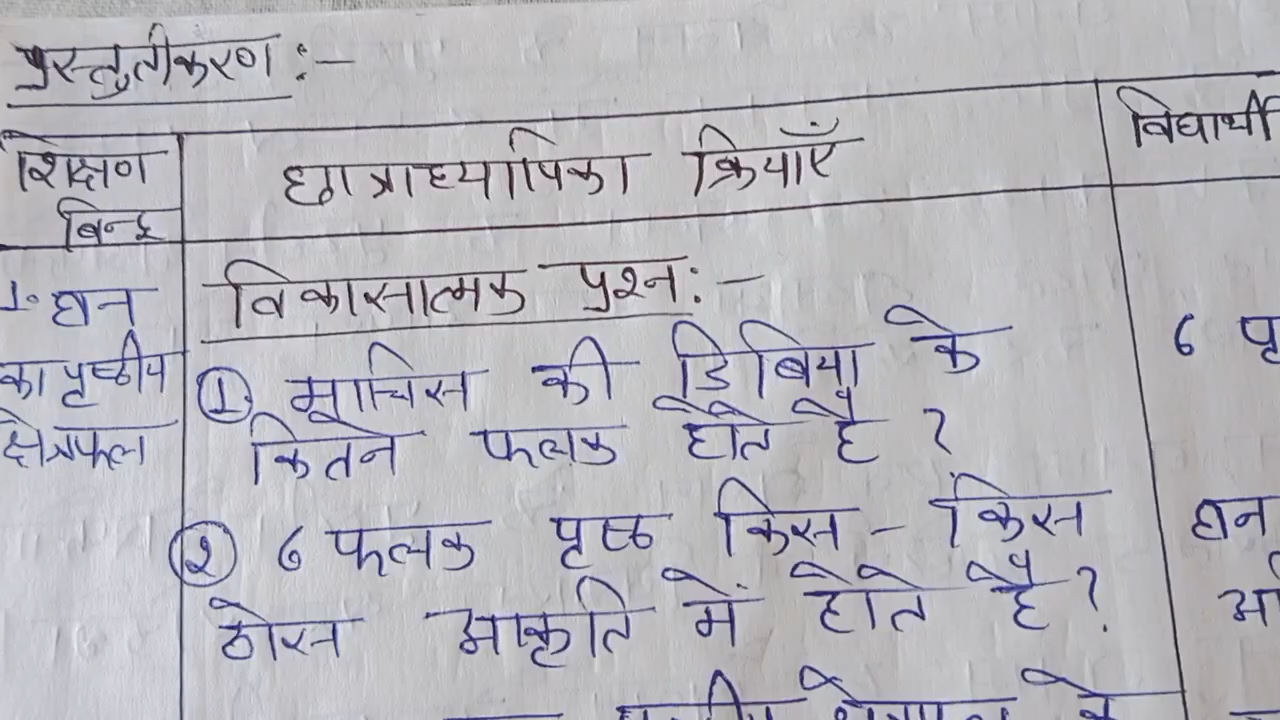 प्रस्तुतीकरण :-
शिक्षण बिन्दु
छात्राध्यापिका क्रियाएँ
विद्यार्थी
1. घन
का पृष्ठीय
क्षेत्रफल
विकासात्मक प्रश्न :-
① माचिस की डिबिया के
कितने फलक होते है ?
② 6 फलक पृष्ठ किस - किस
ठोस आकृति में होते है ?
6 पृ
घन